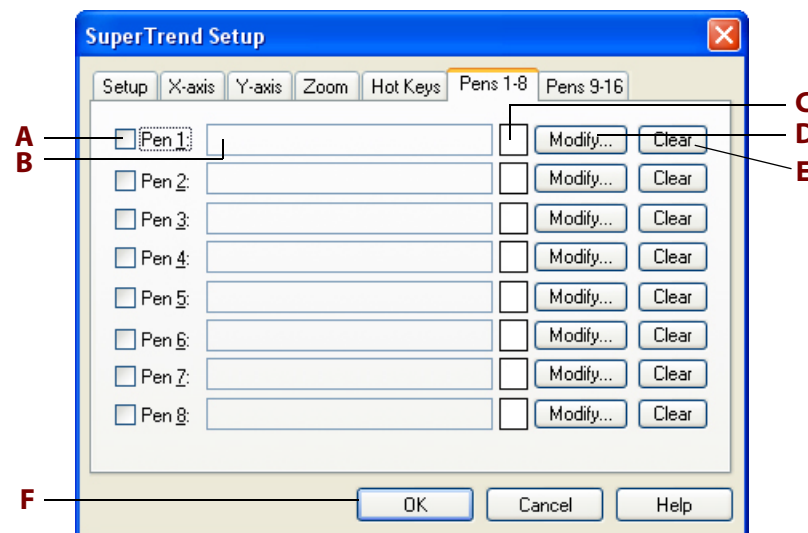 SuperTrend Setup
Setup X-axis Y-axis Zoom Hot Keys Pens 1-8 Pens 9-16
C
A Pen 1: Modify... Clear D
B
E
Pen 2: Modify... Clear
Pen 3: Modify... Clear
Pen 4: Modify... Clear
Pen 5: Modify... Clear
Pen 6: Modify... Clear
Pen 7: Modify... Clear
Pen 8: Modify... Clear
F OK Cancel Help